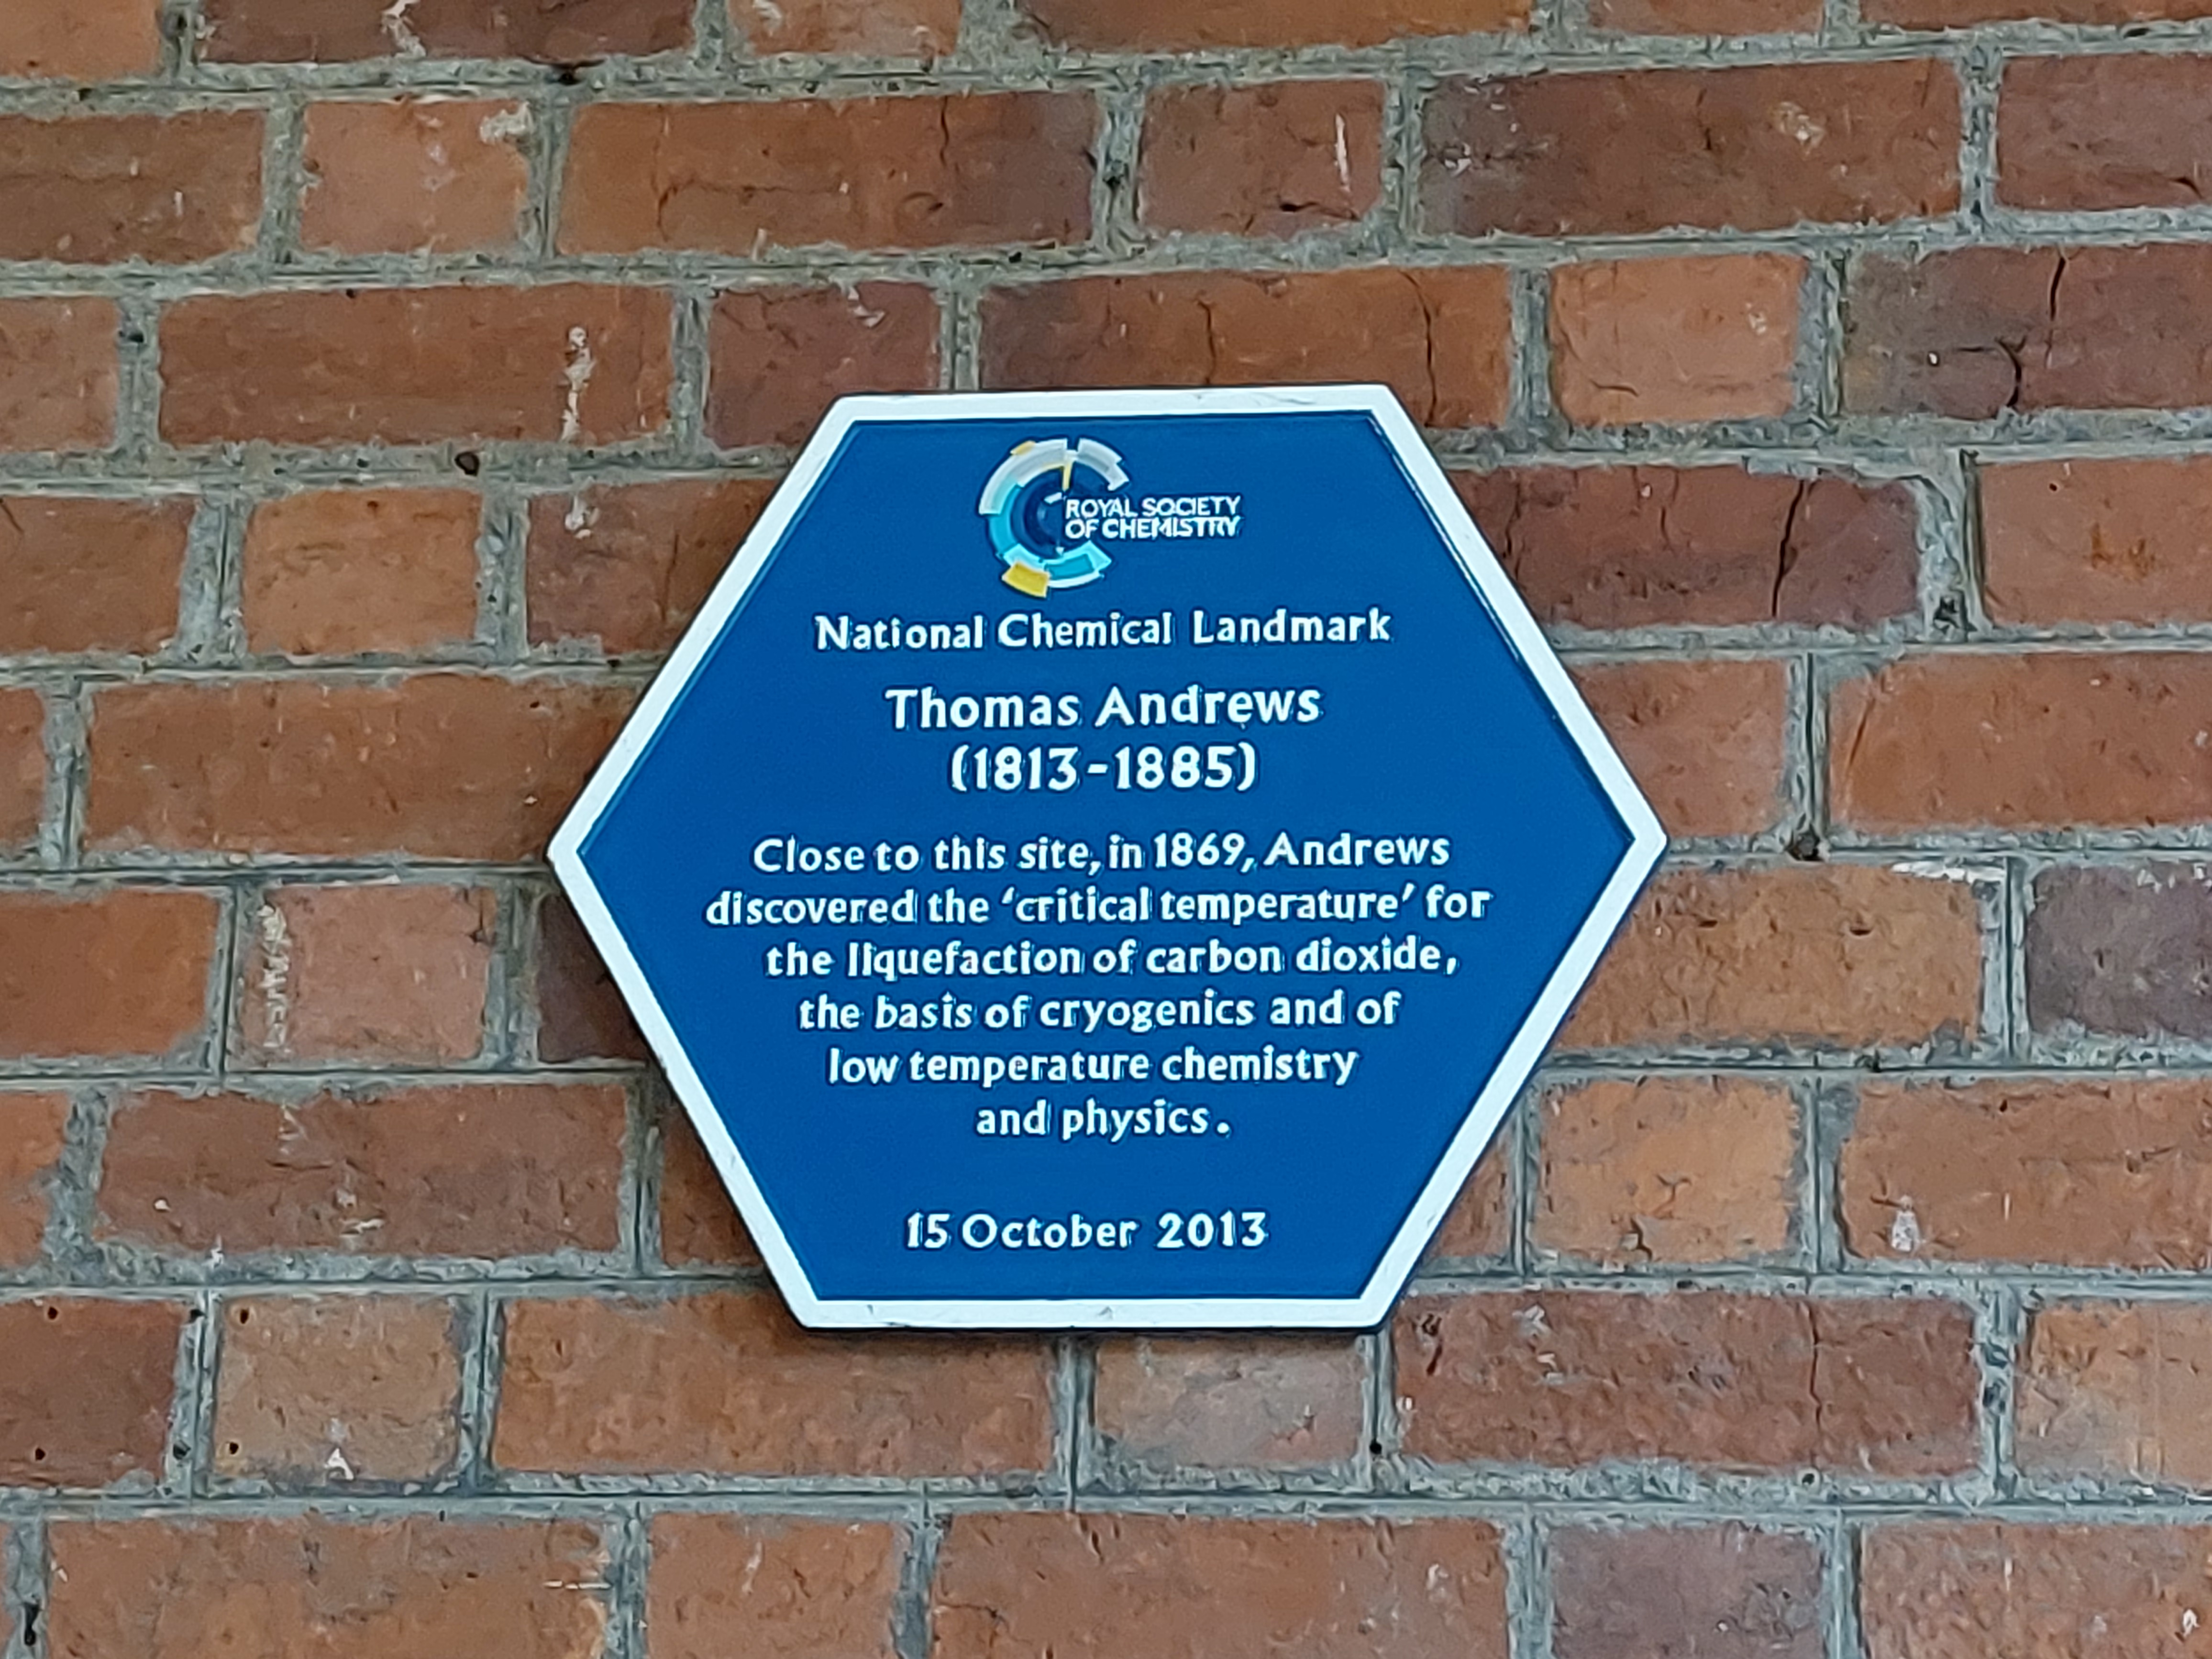 ROYAL SOCIETY
OF CHEMISTRY
National Chemical Landmark
Thomas Andrews
(1813-1885)
Close to this site, in 1869, Andrews
discovered the ‘critical temperature’ for
the liquefaction of carbon dioxide,
the basis of cryogenics and of
low temperature chemistry
and physics.
15 October 2013